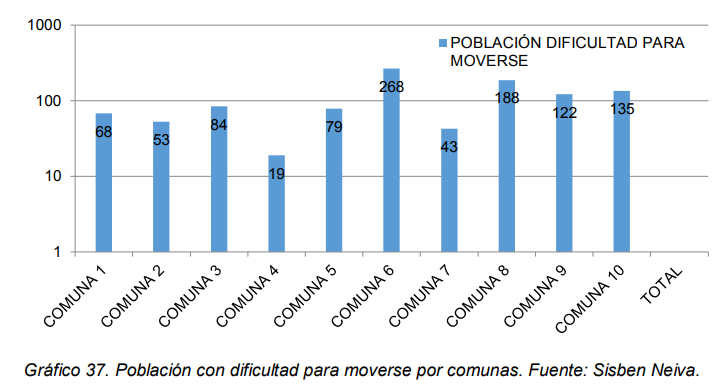 1000
POBLACIÓN DIFICULTAD PARA
MOVERSE
100
10
1
68
53
84
19
79
268
43
188
122
135
COMUNA 1
COMUNA 2
COMUNA 3
COMUNA 4
COMUNA 5
COMUNA 6
COMUNA 7
COMUNA 8
COMUNA 9
COMUNA 10
TOTAL
Gráfico 37. Población con dificultad para moverse por comunas. Fuente: Sisben Neiva.